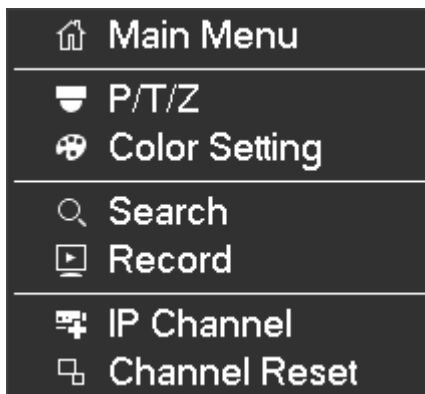 Main Menu
P/T/Z
Color Setting
Search
Record
IP Channel
Channel Reset